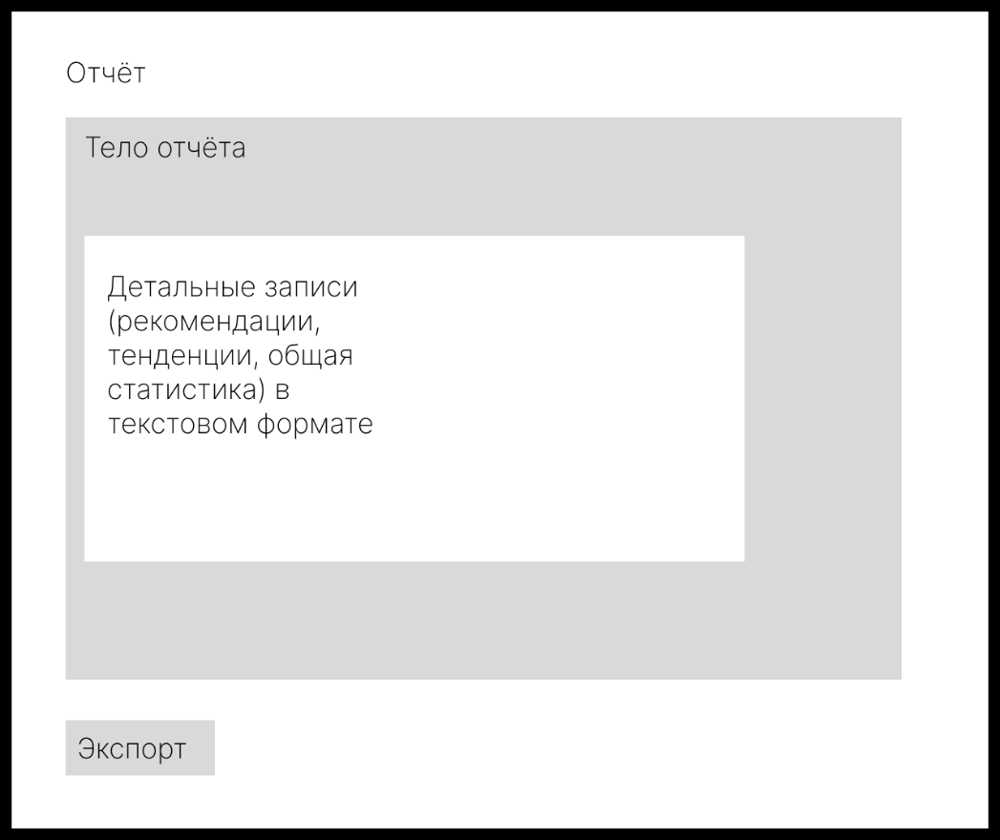 Отчёт
Тело отчёта
Детальные записи
(рекомендации,
тенденции, общая
статистика) в
текстовом формате
Экспорт